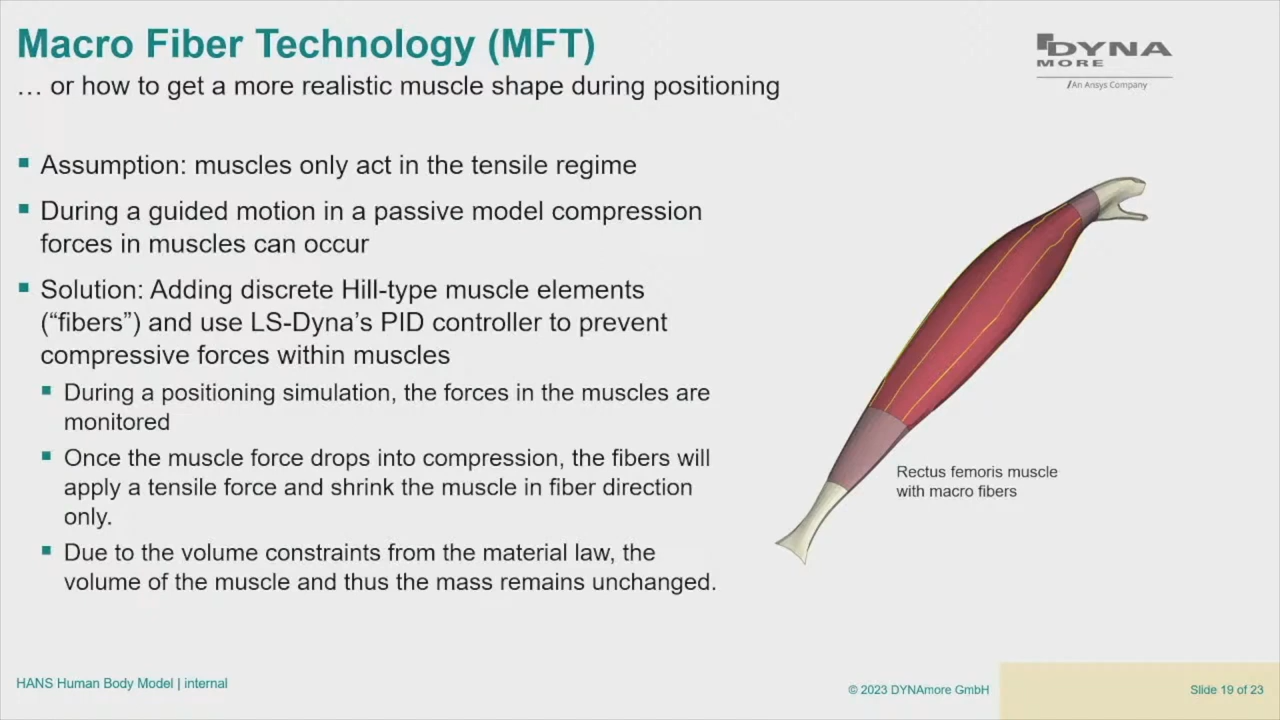 Macro Fiber Technology (MFT)
… or how to get a more realistic muscle shape during positioning
DYNA
MORE
/An Ansys Company
Assumption: muscles only act in the tensile regime
During a guided motion in a passive model compression
forces in muscles can occur
Solution: Adding discrete Hill-type muscle elements
(“fibers”) and use LS-Dyna’s PID controller to prevent
compressive forces within muscles
During a positioning simulation, the forces in the muscles are
monitored
Once the muscle force drops into compression, the fibers will
apply a tensile force and shrink the muscle in fiber direction
only.
Due to the volume constraints from the material law, the
volume of the muscle and thus the mass remains unchanged.
Rectus femoris muscle
with macro fibers
HANS Human Body Model | internal
© 2023 DYNAmore GmbH
Slide 19 of 23